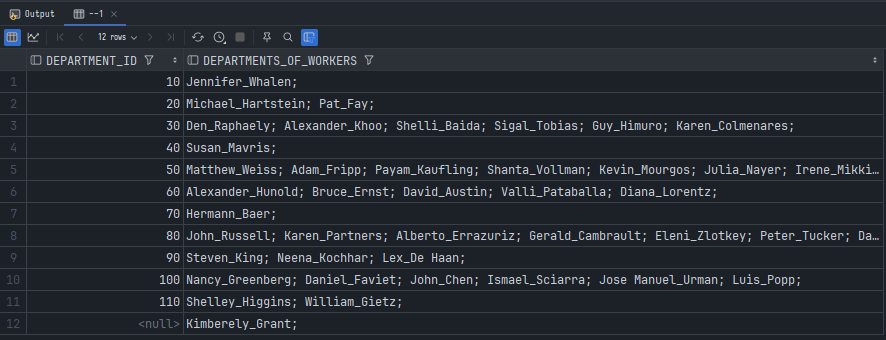 Output --1
12 rows
DEPARTMENT_ID DEPARTMENTS_OF_WORKERS
1 10 Jennifer_Whalen;
2 20 Michael_Hartstein; Pat_Fay;
3 30 Den_Raphaely; Alexander_Khoo; Shelli_Baida; Sigal_Tobias; Guy_Himuro; Karen_Colmenares;
4 40 Susan_Mavris;
5 50 Matthew_Weiss; Adam_Fripp; Payam_Kaufling; Shanta_Vollman; Kevin_Mourgos; Julia_Nayer; Irene_Mikki…
6 60 Alexander_Hunold; Bruce_Ernst; David_Austin; Valli_Pataballa; Diana_Lorentz;
7 70 Hermann_Baer;
8 80 John_Russell; Karen_Partners; Alberto_Errazuriz; Gerald_Cambrault; Eleni_Zlotkey; Peter_Tucker; Da…
9 90 Steven_King; Neena_Kochhar; Lex_De Haan;
10 100 Nancy_Greenberg; Daniel_Faviet; John_Chen; Ismael_Sciarra; Jose Manuel_Urman; Luis_Popp;
11 110 Shelley_Higgins; William_Gietz;
12 <null> Kimberely_Grant;